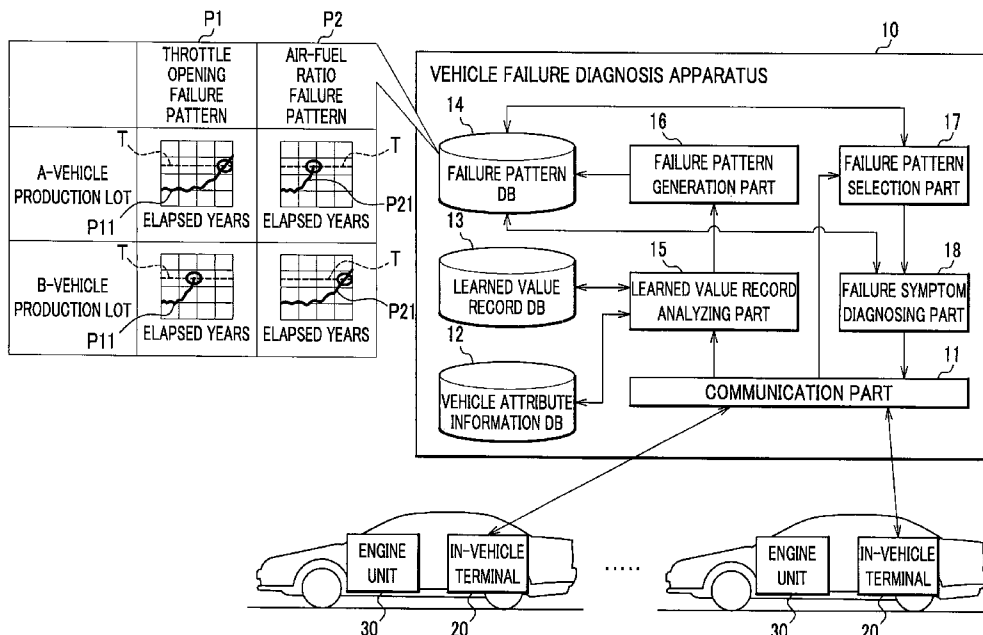 P1
P2
10
THROTTLE
OPENING
FAILURE
PATTERN
AIR-FUEL
RATIO
FAILURE
PATTERN
VEHICLE FAILURE DIAGNOSIS APPARATUS
14
16
17
FAILURE PATTERN
DB
FAILURE PATTERN
GENERATION PART
FAILURE PATTERN
SELECTION PART
A-VEHICLE
PRODUCTION LOT
T
T
P11
P21
ELAPSED YEARS
ELAPSED YEARS
13
15
18
LEARNED VALUE
RECORD DB
LEARNED VALUE RECORD
ANALYZING PART
FAILURE SYMPTOM
DIAGNOSING PART
B-VEHICLE
PRODUCTION LOT
T
T
P11
P21
ELAPSED YEARS
ELAPSED YEARS
12
11
VEHICLE ATTRIBUTE
INFORMATION DB
COMMUNICATION PART
ENGINE
UNIT
IN-VEHICLE
TERMINAL
ENGINE
UNIT
IN-VEHICLE
TERMINAL
30
20
30
20